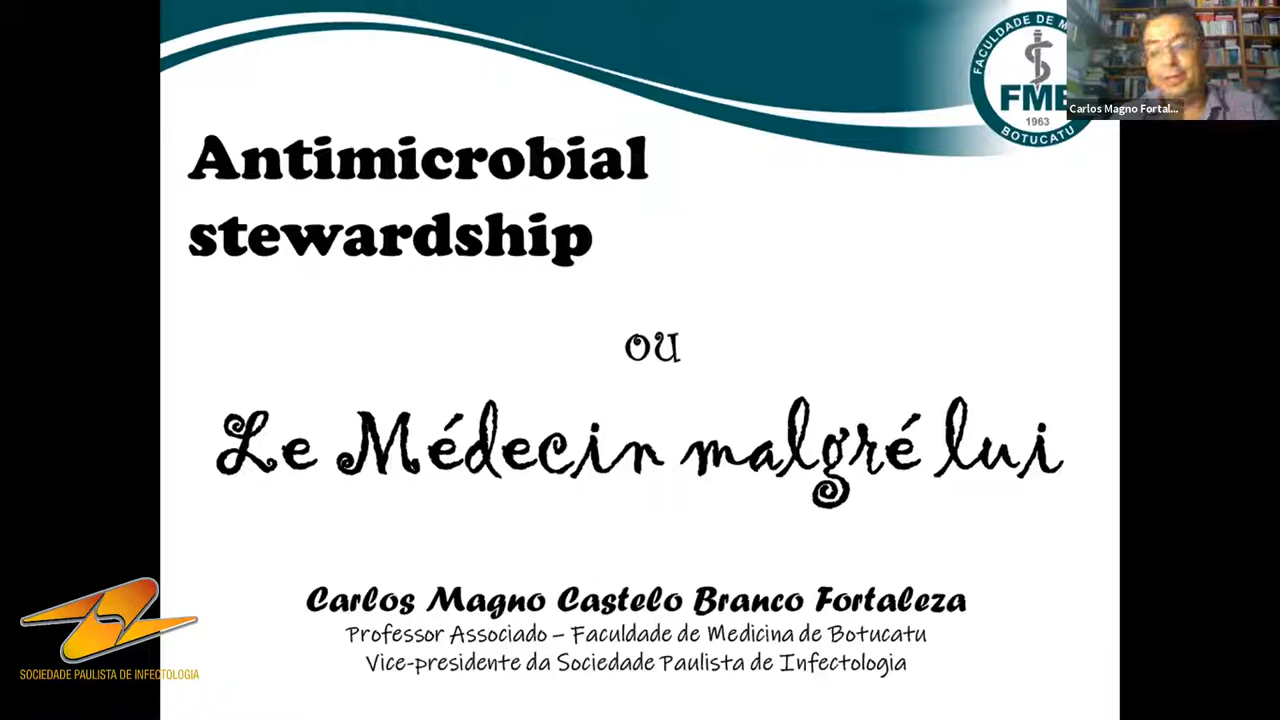 Antimicrobial
stewardship
OU
Le Médecin malgré lui
Carlos Magno Castelo Branco Fortaleza
Professor Associado – Faculdade de Medicina de Botucatu
Vice-presidente da Sociedade Paulista de Infectologia
FACULDADE DE M
FMB
1963
BOTUCATU
Carlos Magno Fortal...
SOCIEDADE PAULISTA DE INFECTOLOGIA